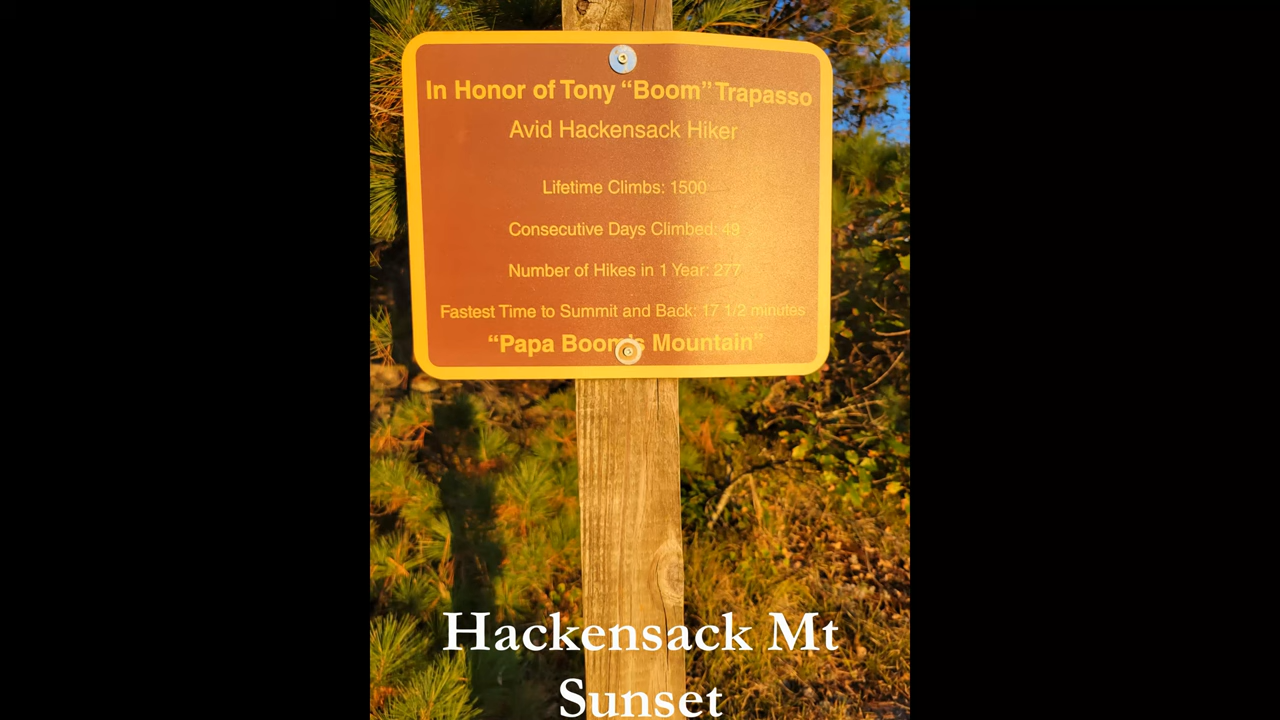 In Honor of Tony “Boom” Trapasso
Avid Hackensack Hiker
Lifetime Climbs: 1500
Consecutive Days Climbed: 49
Number of Hikes in 1 Year: 277
Fastest Time to Summit and Back: 17 1/2 minutes
“Papa Boom's Mountain”
Hackensack Mt
Sunset